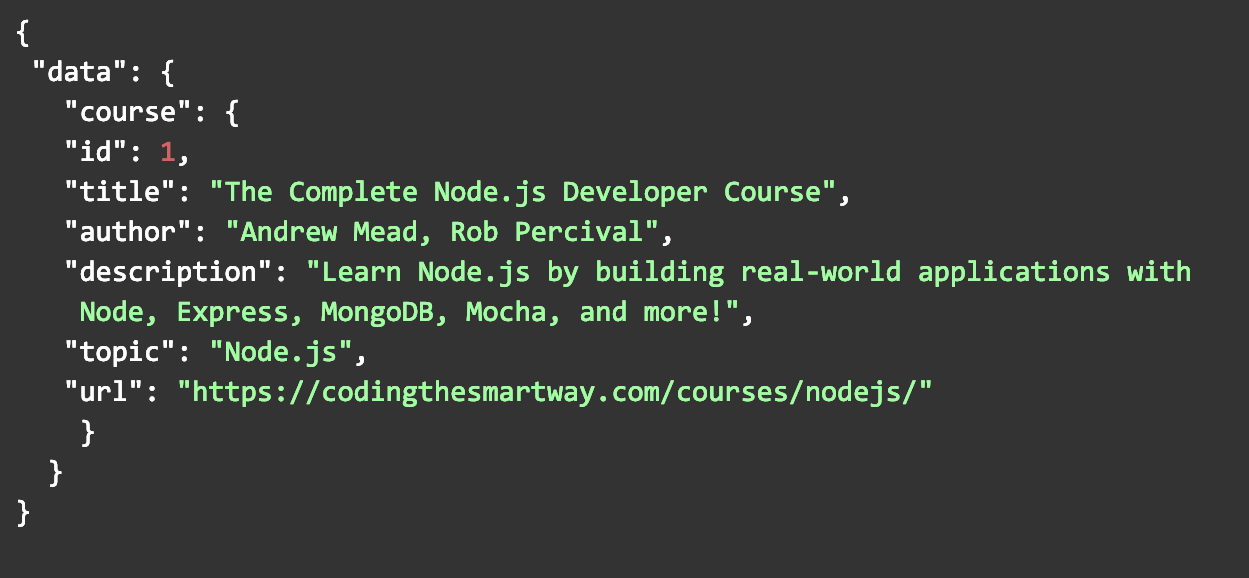 {
"data": {
"course": {
"id": 1,
"title": "The Complete Node.js Developer Course",
"author": "Andrew Mead, Rob Percival",
"description": "Learn Node.js by building real-world applications with
Node, Express, MongoDB, Mocha, and more!",
"topic": "Node.js",
"url": "https://codingthesmartway.com/courses/nodejs/"
}
}
}